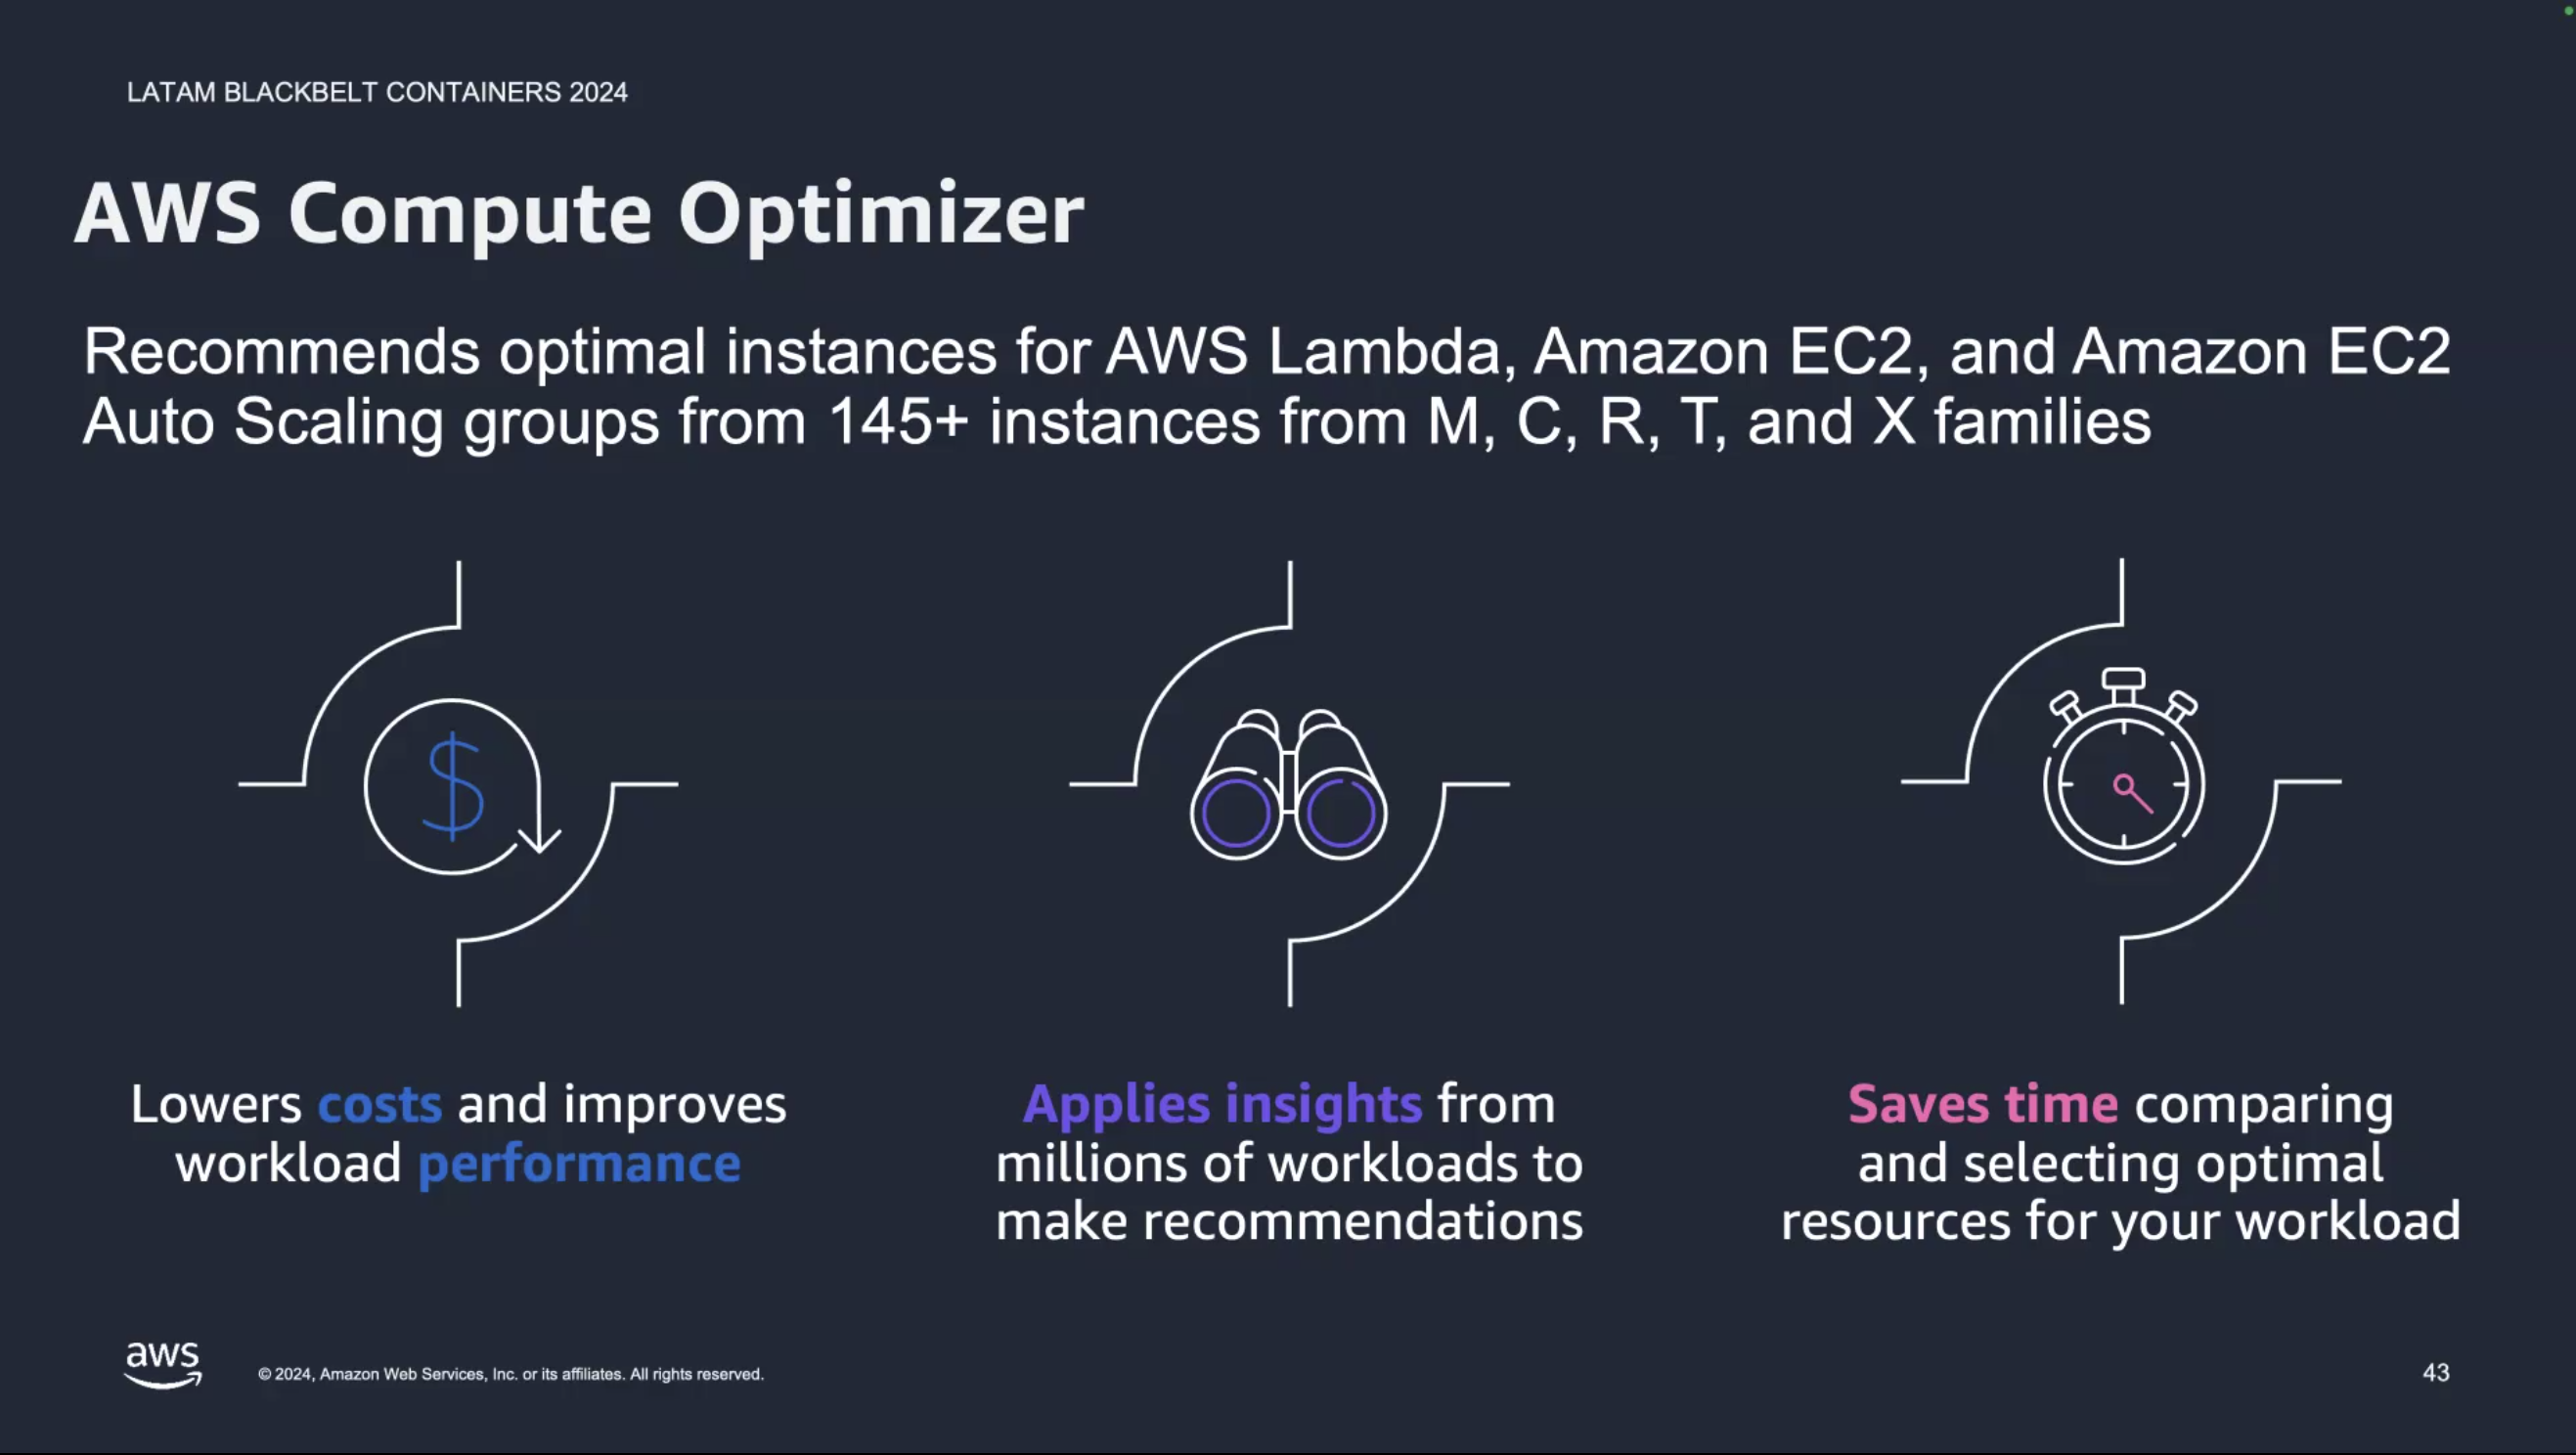 LATAM BLACKBELT CONTAINERS 2024
AWS Compute Optimizer
Recommends optimal instances for AWS Lambda, Amazon EC2, and Amazon EC2
Auto Scaling groups from 145+ instances from M, C, R, T, and X families
$
Lowers costs and improves
workload performance
Applies insights from
millions of workloads to
make recommendations
Saves time comparing
and selecting optimal
resources for your workload
aws
© 2024, Amazon Web Services, Inc. or its affiliates. All rights reserved.
43